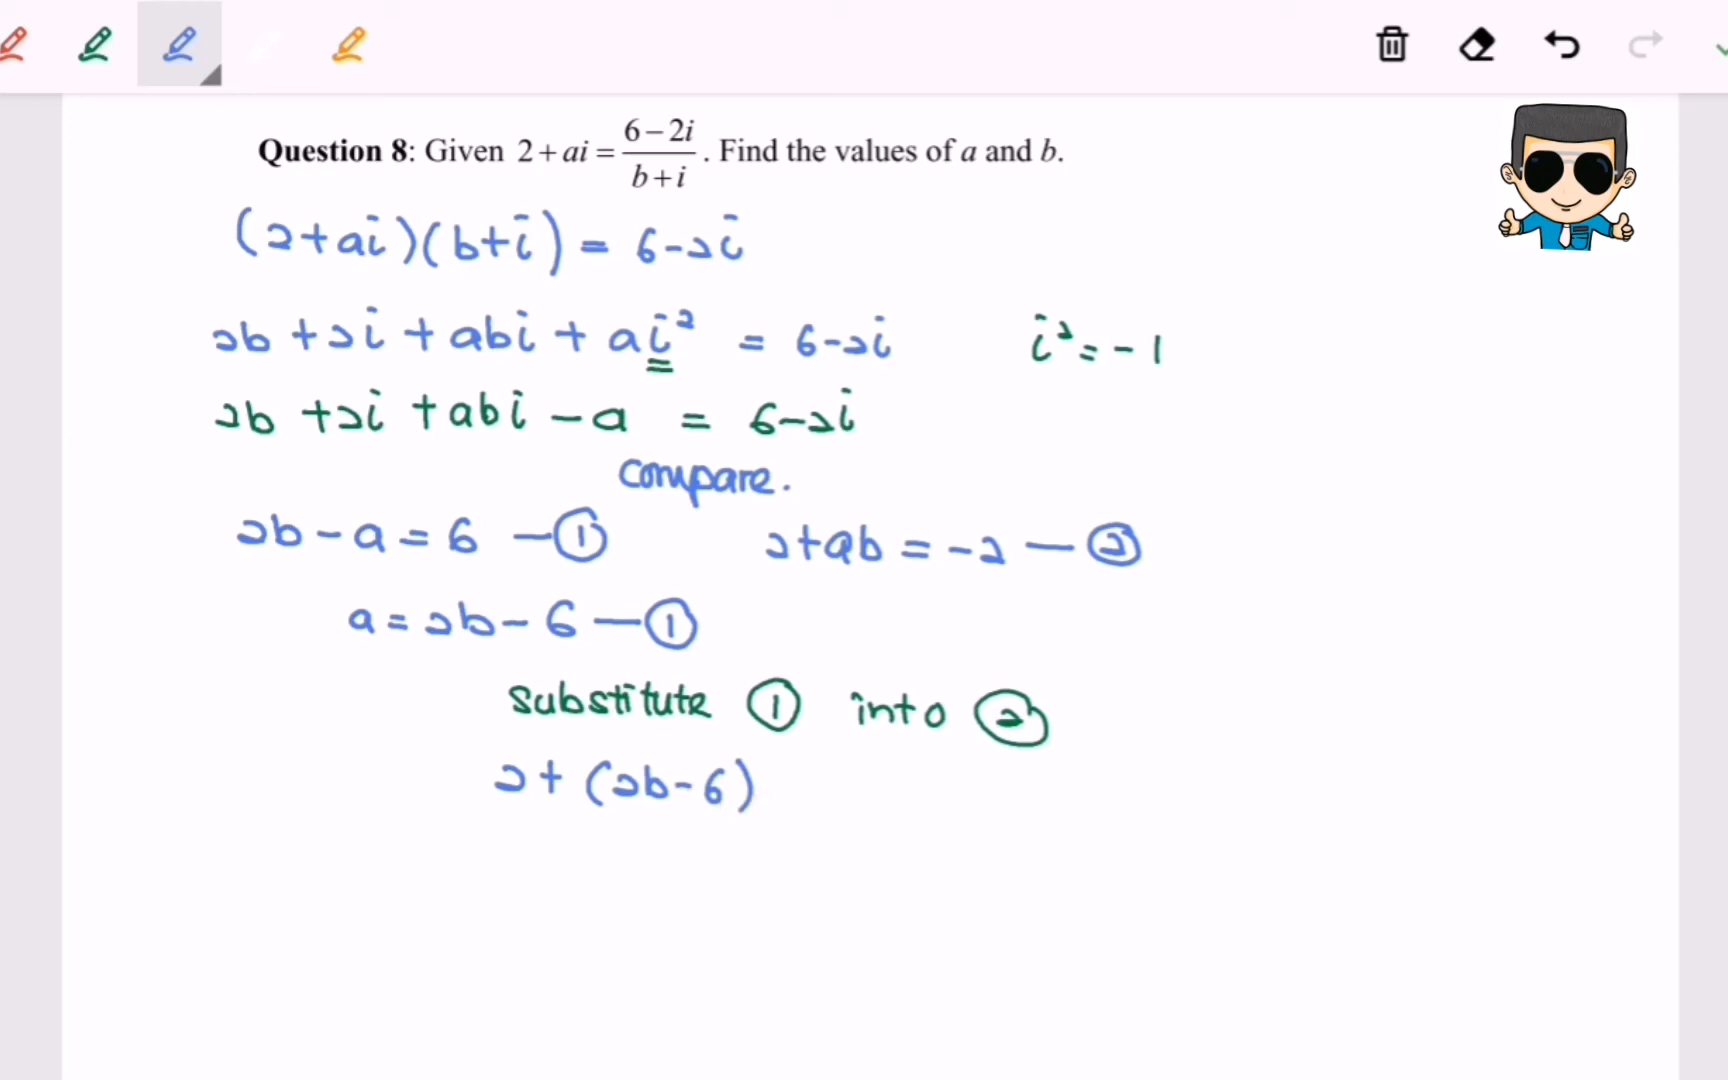 Question 8: Given 2 + ai = (6 − 2i)/(b + i). Find the values of a and b.
(2+ai)(b+i) = 6-2i
2b + 2i + abi + ai² = 6-2i
i² = -1
2b + 2i + abi - a = 6-2i
compare.
2b - a = 6 — ①
2+ab = -2 — ②
a = 2b - 6 — ①
substitute ① into ②
2 + (2b-6)